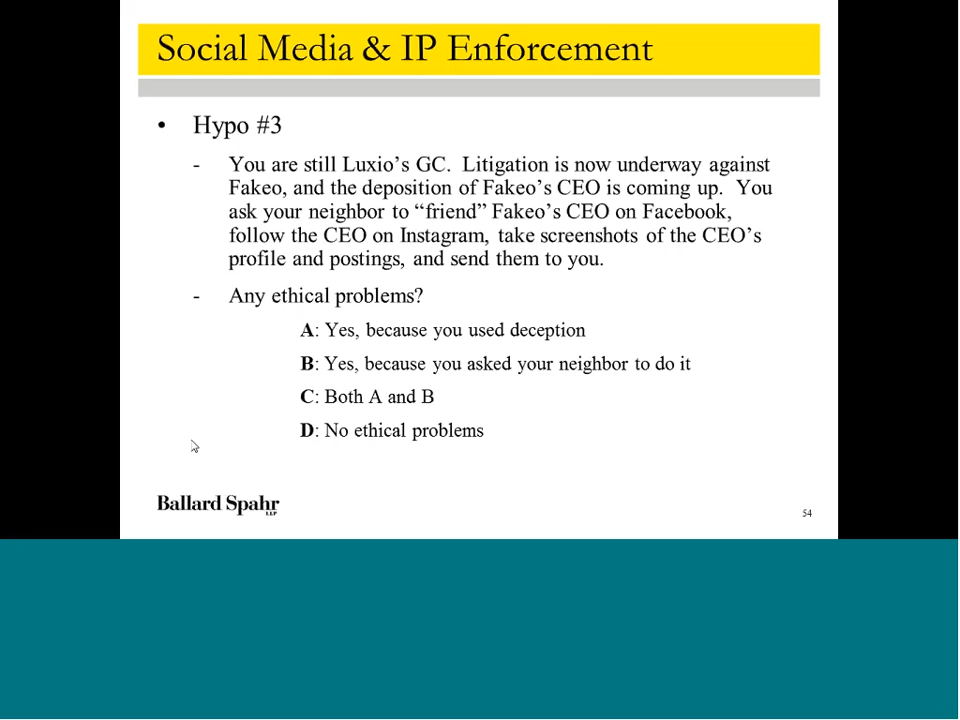 Social Media & IP Enforcement
• Hypo #3
- You are still Luxio's GC. Litigation is now underway against
Fakeo, and the deposition of Fakeo's CEO is coming up. You
ask your neighbor to “friend” Fakeo's CEO on Facebook,
follow the CEO on Instagram, take screenshots of the CEO's
profile and postings, and send them to you.
- Any ethical problems?
A: Yes, because you used deception
B: Yes, because you asked your neighbor to do it
C: Both A and B
D: No ethical problems
Ballard Spahr
LLP
54